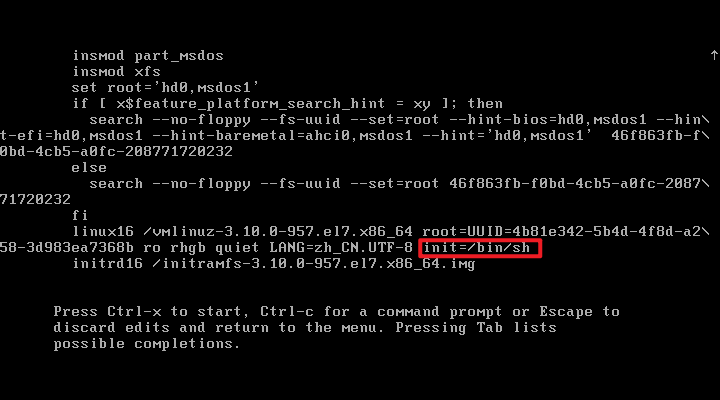 insmod part_msdos
insmod xfs
set root='hd0,msdos1'
if [ x$feature_platform_search_hint = xy ]; then
search --no-floppy --fs-uuid --set=root --hint-bios=hd0,msdos1 --hin\
t-efi=hd0,msdos1 --hint-baremetal=ahci0,msdos1 --hint='hd0,msdos1'  46f863fb-f\
0bd-4cb5-a0fc-208771720232
else
search --no-floppy --fs-uuid --set=root 46f863fb-f0bd-4cb5-a0fc-2087\
71720232
fi
linux16 /vmlinuz-3.10.0-957.el7.x86_64 root=UUID=4b81e342-5b4d-4f8d-a2\
58-3d983ea7368b ro rhgb quiet LANG=zh_CN.UTF-8 init=/bin/sh
initrd16 /initramfs-3.10.0-957.el7.x86_64.img
Press Ctrl-x to start, Ctrl-c for a command prompt or Escape to
discard edits and return to the menu. Pressing Tab lists
possible completions.